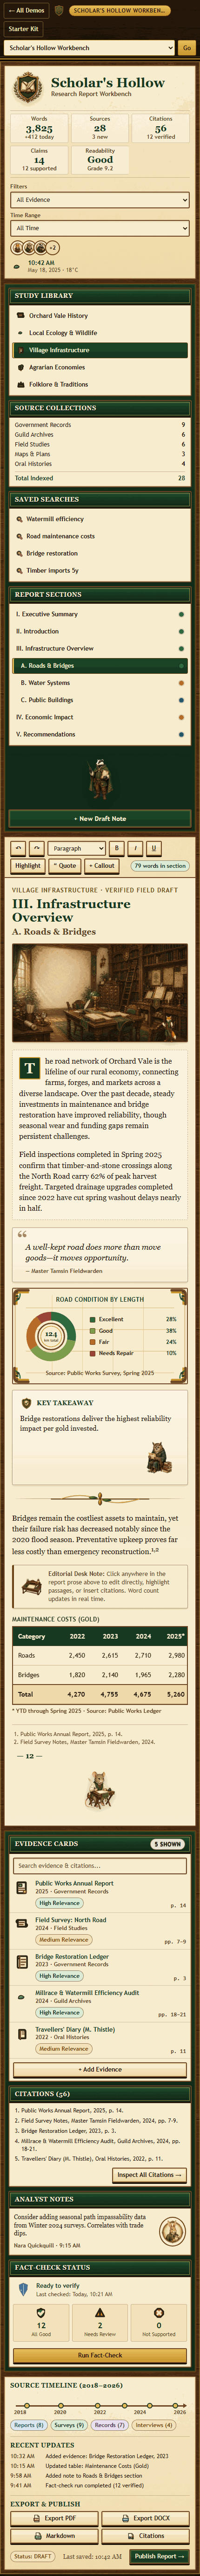 ← All Demos
SCHOLAR'S HOLLOW WORKBEN...
Starter Kit
Scholar's Hollow Workbench
Go
Scholar's Hollow
Research Report Workbench
Words
3,825
+412 today
Sources
28
3 new
Citations
56
12 verified
Claims
14
12 supported
Readability
Good
Grade 9.2
Filters
All Evidence
Time Range
All Time
+2
10:42 AM
May 18, 2025 · 18°C
STUDY LIBRARY
Orchard Vale History
Local Ecology & Wildlife
Village Infrastructure
Agrarian Economies
Folklore & Traditions
SOURCE COLLECTIONS
Government Records 9
Guild Archives 6
Field Studies 6
Maps & Plans 3
Oral Histories 4
Total Indexed 28
SAVED SEARCHES
Watermill efficiency
Road maintenance costs
Bridge restoration
Timber imports 5y
REPORT SECTIONS
I. Executive Summary
II. Introduction
III. Infrastructure Overview
A. Roads & Bridges
B. Water Systems
C. Public Buildings
IV. Economic Impact
V. Recommendations
+ New Draft Note
Paragraph
B
I
U
Highlight
" Quote
+ Callout
79 words in section
VILLAGE INFRASTRUCTURE · VERIFIED FIELD DRAFT
III. Infrastructure
Overview
A. Roads & Bridges
The road network of Orchard Vale is the
lifeline of our rural economy, connecting
farms, forges, and markets across a
diverse landscape. Over the past decade, steady
investments in maintenance and bridge
restoration have improved reliability, though
seasonal wear and funding gaps remain
persistent challenges.
Field inspections completed in Spring 2025
confirm that timber-and-stone crossings along
the North Road carry 62% of peak harvest
freight. Targeted drainage upgrades completed
since 2022 have cut spring washout delays nearly
in half.
A well-kept road does more than move
goods—it moves opportunity.
— Master Tamsin Fieldwarden
ROAD CONDITION BY LENGTH
124
Excellent 28%
Good 38%
Fair 24%
Needs Repair 10%
Source: Public Works Survey, Spring 2025
KEY TAKEAWAY
Bridge restorations deliver the highest reliability
impact per gold invested.
Bridges remain the costliest assets to maintain, yet
their failure risk has decreased notably since the
2020 flood season. Preventative upkeep proves far
less costly than emergency reconstruction.1,2
Editorial Desk Note: Click anywhere in the
report prose above to edit directly, highlight
passages, or insert citations. Word count
updates in real time.
MAINTENANCE COSTS (GOLD)
Category 2022 2023 2024 2025*
Roads 2,450 2,615 2,710 2,980
Bridges 1,820 2,140 1,965 2,280
Total 4,270 4,755 4,675 5,260
* YTD through Spring 2025 · Source: Public Works Ledger
1. Public Works Annual Report, 2025, p. 14.
2. Field Survey Notes, Master Tamsin Fieldwarden, 2024.
— 12 —
EVIDENCE CARDS
5 SHOWN
Search evidence & citations...
Public Works Annual Report
2025 · Government Records
High Relevance
p. 14
Field Survey: North Road
2024 · Field Studies
Medium Relevance
pp. 7-9
Bridge Restoration Ledger
2023 · Government Records
High Relevance
p. 3
Millwater & Watermill Efficiency Audit
2024 · Guild Archives
High Relevance
pp. 18-21
Travellers' Diary (M. Thistle)
2022 · Oral Histories
Medium Relevance
p. 11
+ Add Evidence
CITATIONS (56)
1. Public Works Annual Report, 2025, p. 14.
2. Field Survey Notes, Master Tamsin Fieldwarden, 2024, pp. 7-9.
3. Bridge Restoration Ledger, 2023, p. 3.
4. Millwater & Watermill Efficiency Audit, Guild Archives, 2024, pp.
18-21.
5. Travellers' Diary (M. Thistle), Oral Histories, 2022, p. 11.
Inspect All Citations →
ANALYST NOTES
Consider adding seasonal path impassability data
from Winter 2024 surveys. Correlates with trade
dips.
Nara Quickquill · 9:15 AM
FACT-CHECK STATUS
Ready to verify
Last checked: Today, 10:21 AM
12
All Good
2
Needs Review
0
Not Supported
Run Fact-Check
SOURCE TIMELINE (2018–2026)
2018 2020 2022 2024 2026
Reports (8)
Surveys (9)
Records (7)
Interviews (4)
RECENT UPDATES
10:32 AM Added evidence: Bridge Restoration Ledger, 2023
10:15 AM Updated table: Maintenance Costs (Gold)
9:58 AM Added note to Roads & Bridges section
9:41 AM Fact-check run completed (12 verified)
EXPORT & PUBLISH
Export PDF
Export DOCX
Markdown
Citations
Status: DRAFT
Last saved: 10:42 AM
Publish Report →